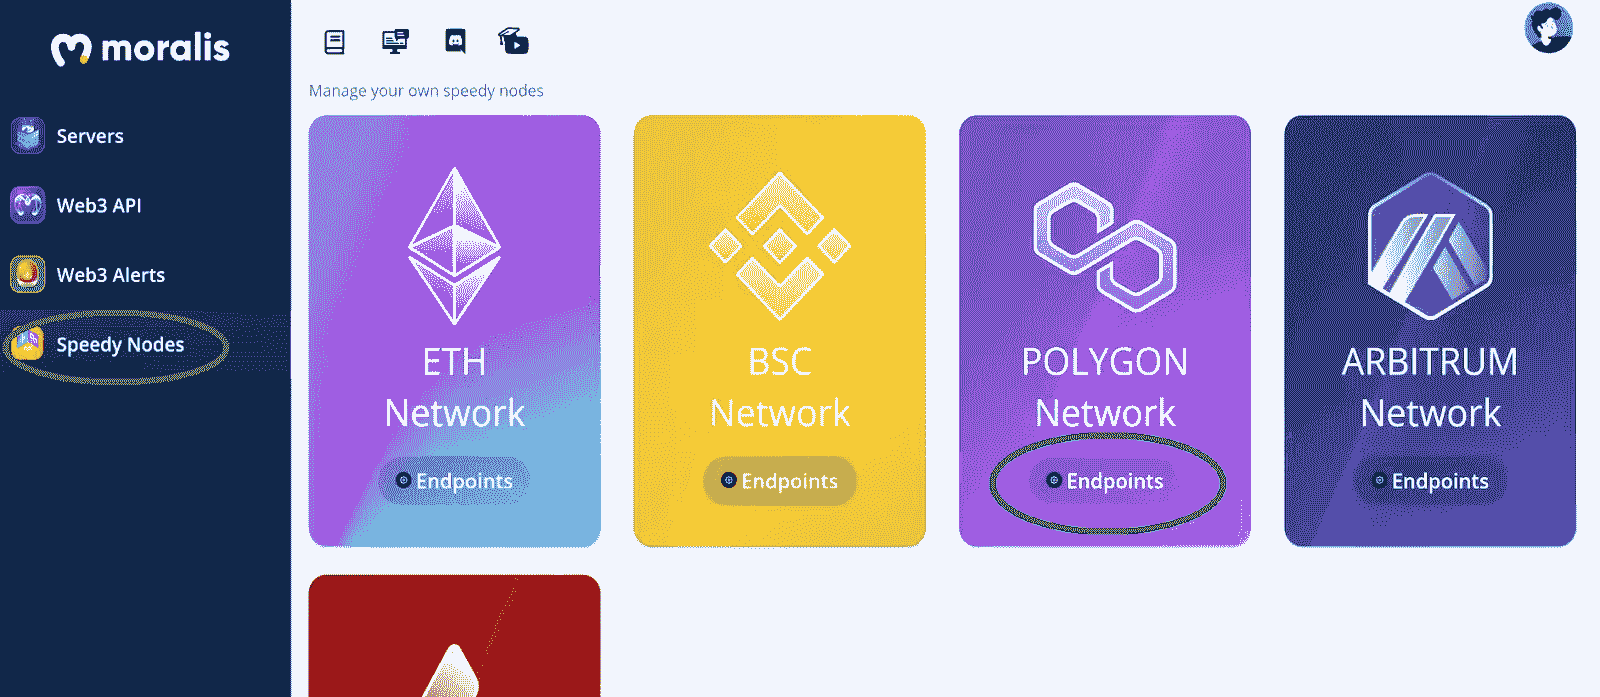 moralis
Servers
Web3 API
Web3 Alerts
Speedy Nodes
Manage your own speedy nodes
ETH
Network
Endpoints
BSC
Network
Endpoints
POLYGON
Network
Endpoints
ARBITRUM
Network
Endpoints